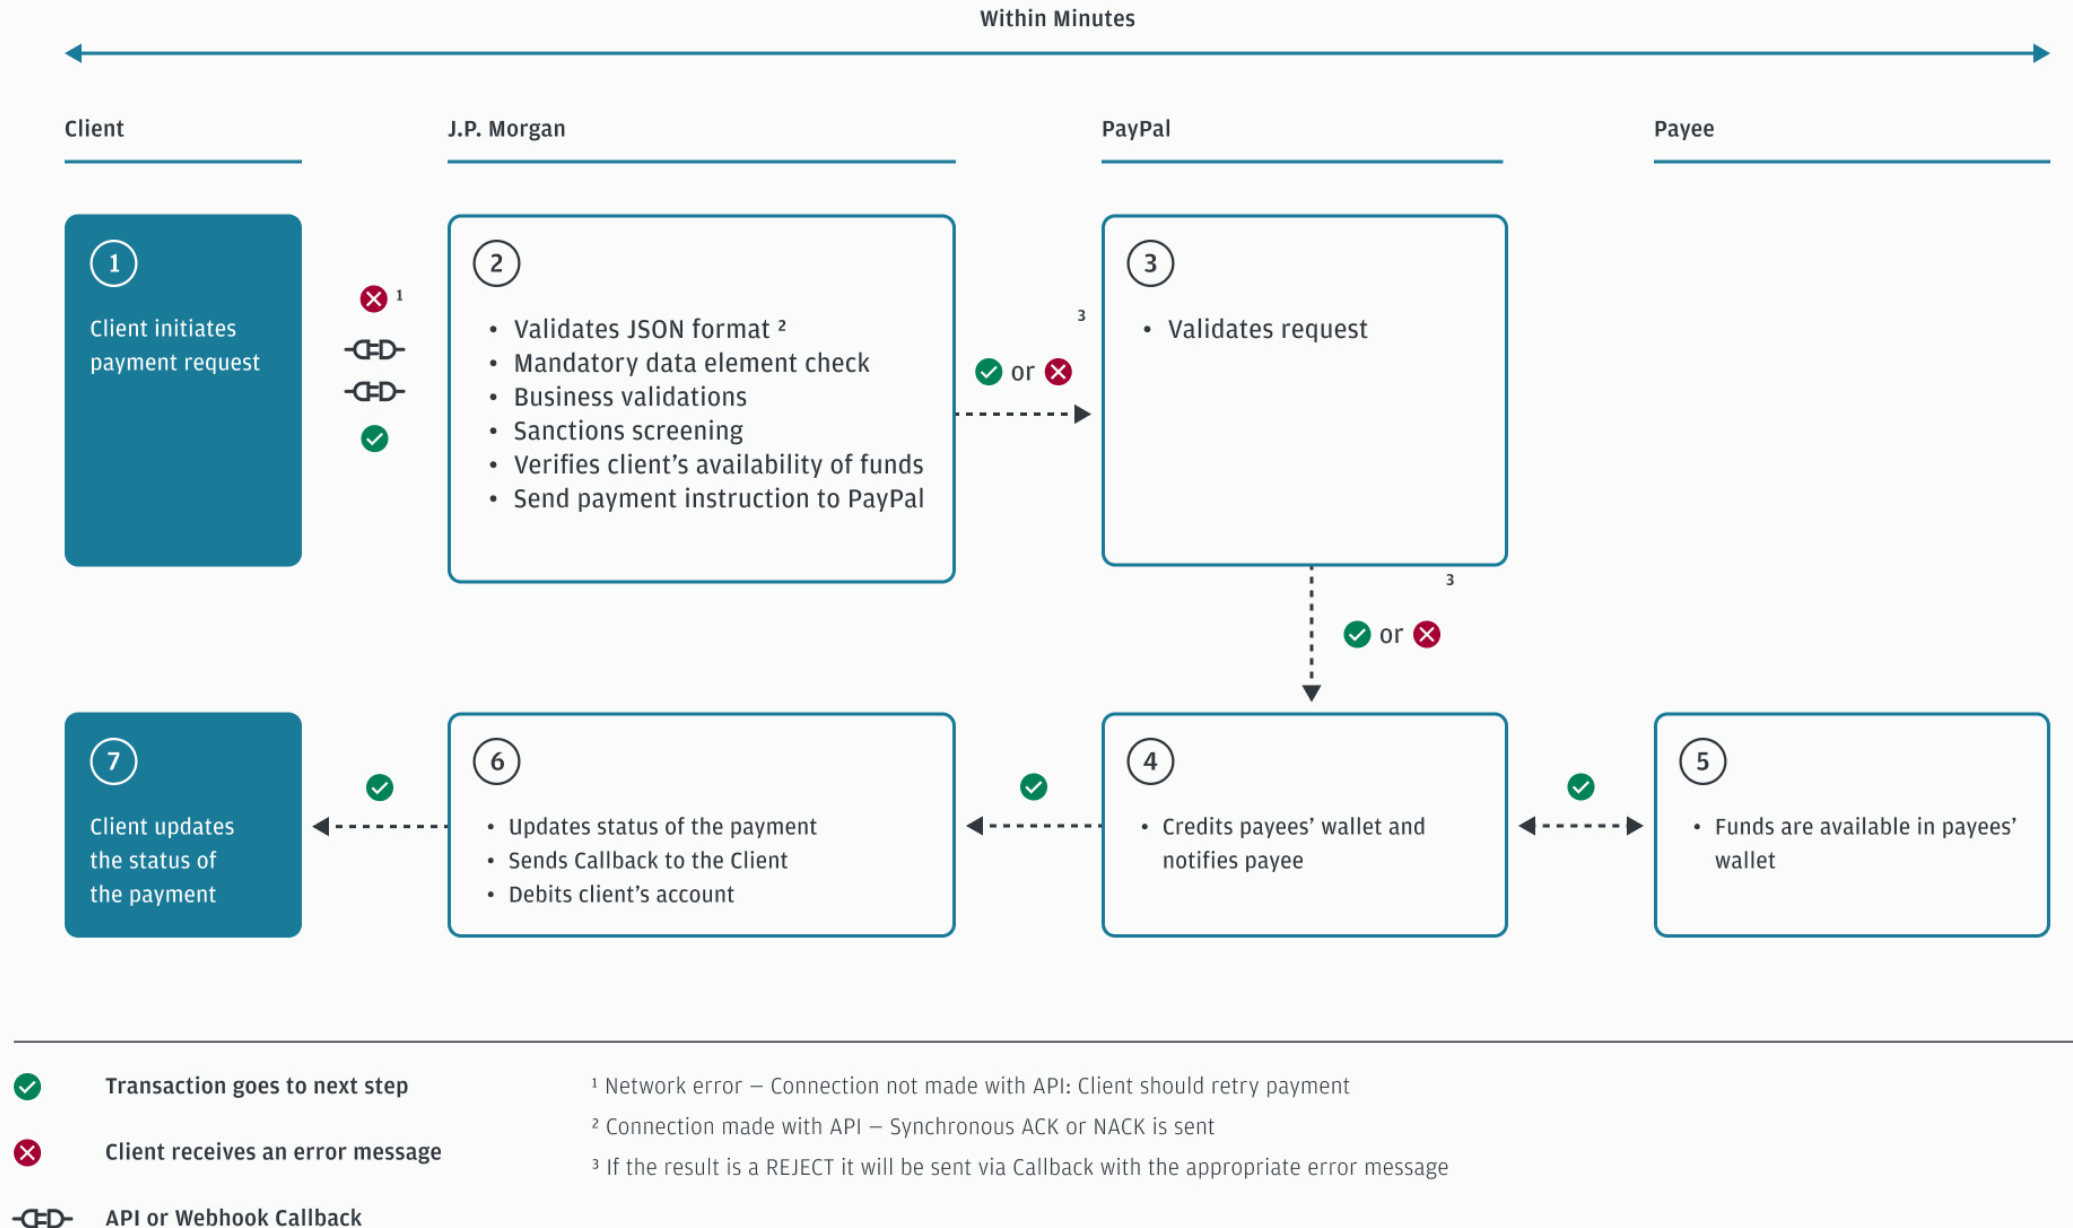 Within Minutes
Client
J.P. Morgan
PayPal
Payee
1
Client initiates
payment request
1
2
• Validates JSON format 2
• Mandatory data element check
• Business validations
• Sanctions screening
• Verifies client’s availability of funds
• Send payment instruction to PayPal
3
or
3
• Validates request
3
or
7
Client updates
the status of
the payment
6
• Updates status of the payment
• Sends Callback to the Client
• Debits client’s account
4
• Credits payees’ wallet and
notifies payee
5
• Funds are available in payees’
wallet
Transaction goes to next step
Client receives an error message
API or Webhook Callback
1 Network error – Connection not made with API: Client should retry payment
2 Connection made with API – Synchronous ACK or NACK is sent
3 If the result is a REJECT it will be sent via Callback with the appropriate error message